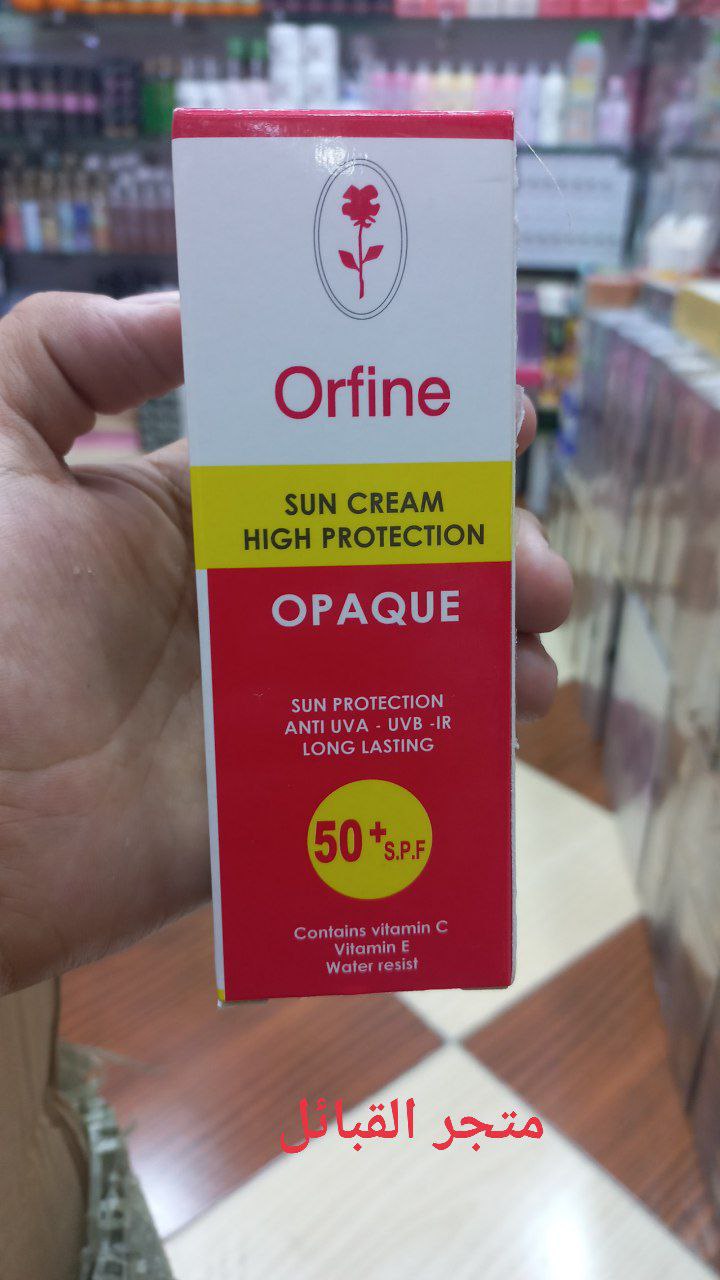 Orfine
SUN CREAM
HIGH PROTECTION
OPAQUE
SUN PROTECTION
ANTI UVA - UVB -IR
LONG LASTING
50+ S.P.F
Contains vitamin C
Vitamin E
Water resist
متجر القبائل